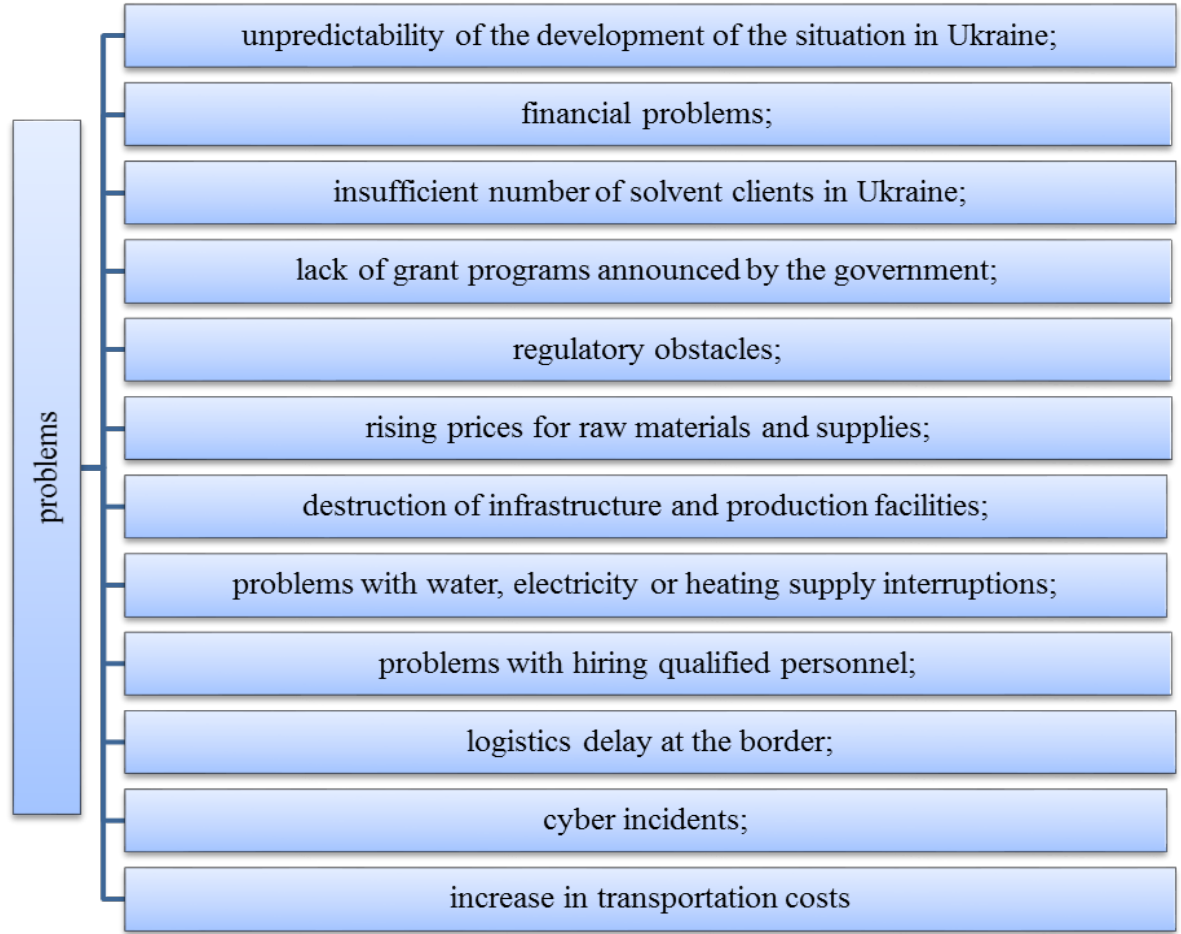 problems
unpredictability of the development of the situation in Ukraine;
financial problems;
insufficient number of solvent clients in Ukraine;
lack of grant programs announced by the government;
regulatory obstacles;
rising prices for raw materials and supplies;
destruction of infrastructure and production facilities;
problems with water, electricity or heating supply interruptions;
problems with hiring qualified personnel;
logistics delay at the border;
cyber incidents;
increase in transportation costs